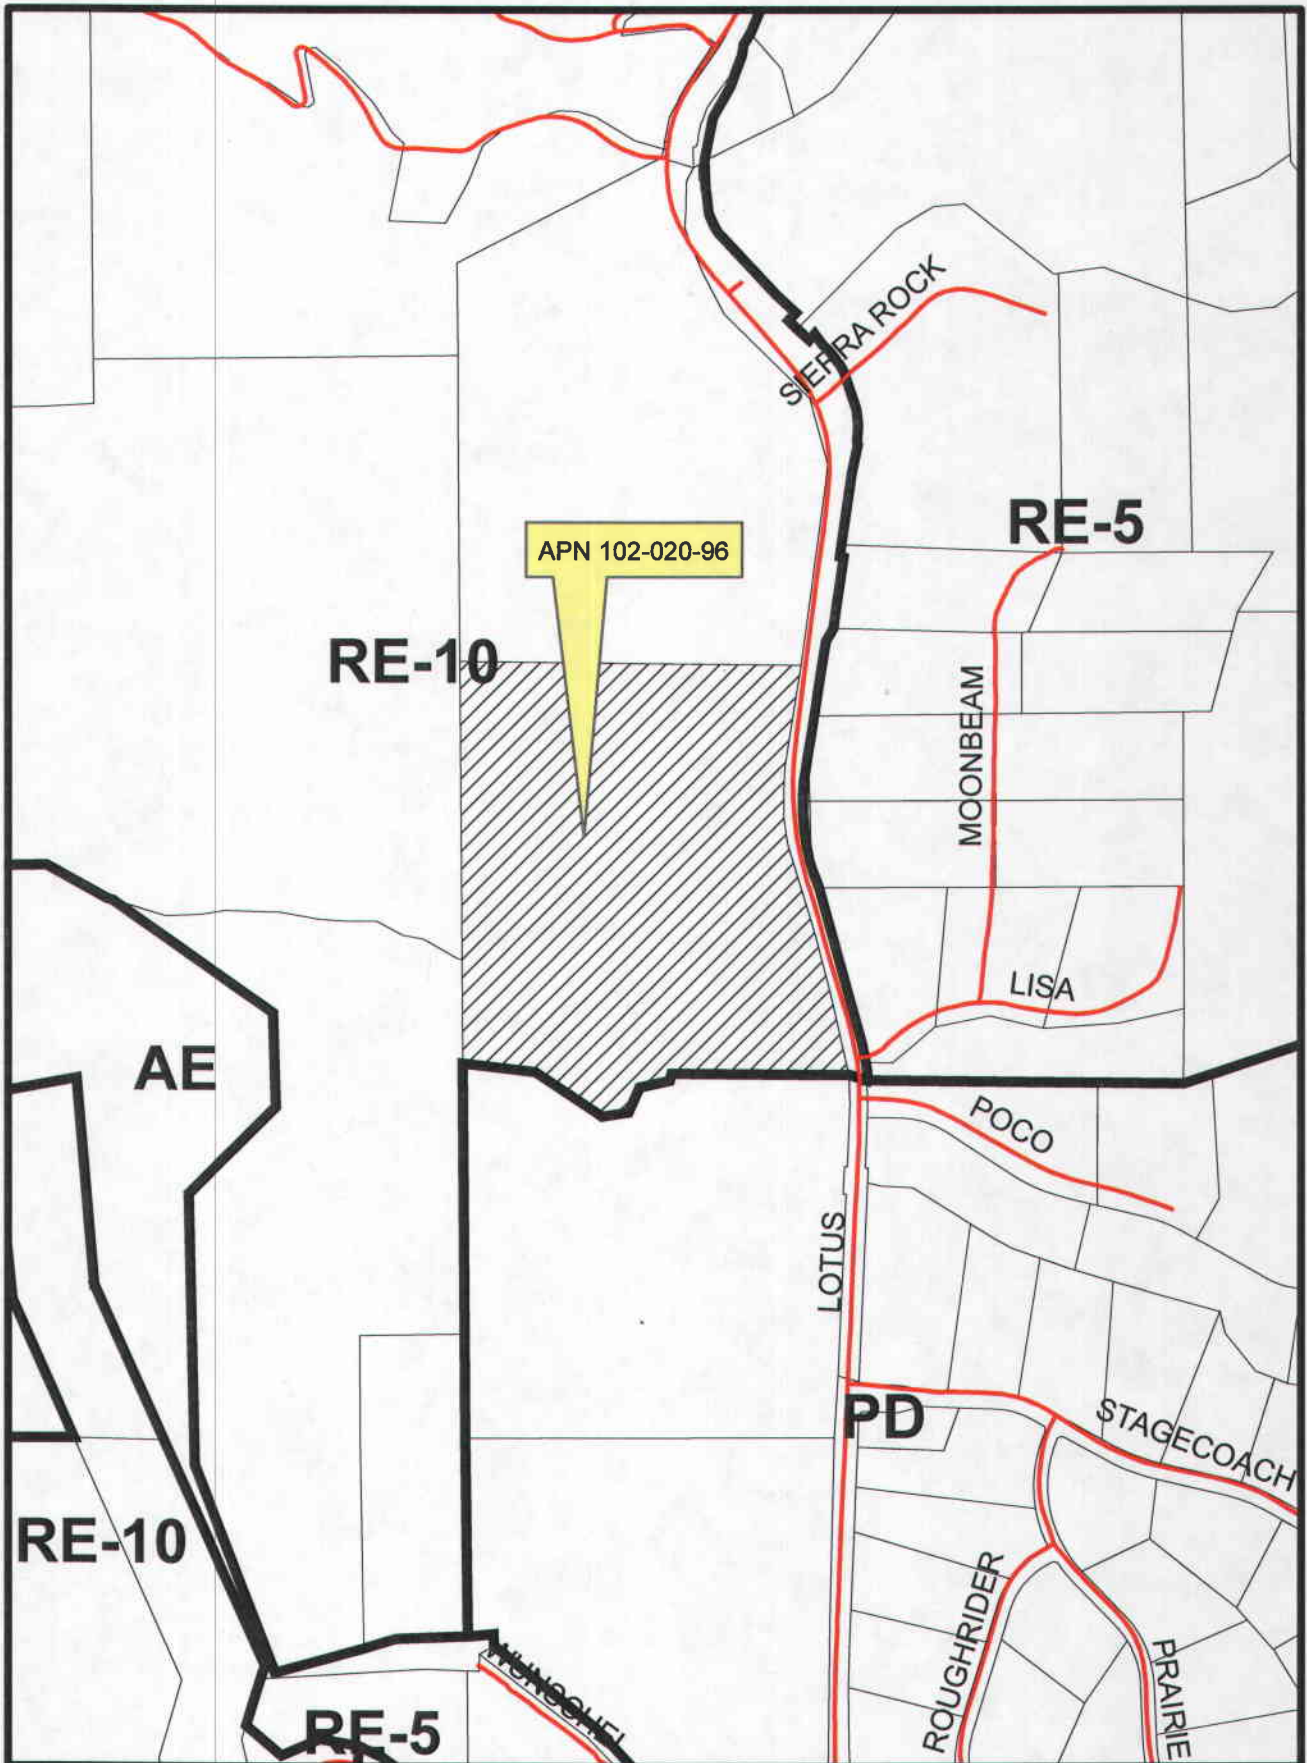 SIERRA ROCK
RE-5
APN 102-020-96
RE-10
MOONBEAM
LISA
AE
POCO
LOTUS
PD
STAGECOACH
RE-10
ROUGHRIDER
PRAIRIE
RE-5